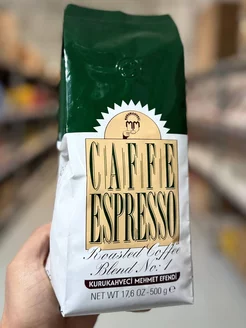 CAFFE
ESPRESSO
Roasted Coffee
Blend No: 1
KURUKAHVECİ MEHMET EFENDİ
NET WT 17.6 OZ - 500 g ℮